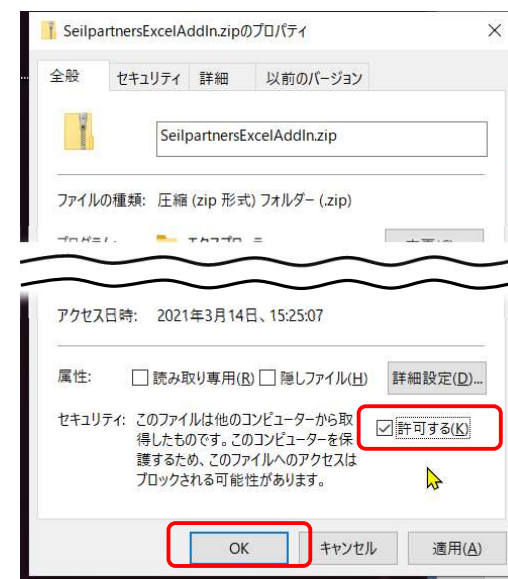 SeilpartnersExcelAddIn.zipのプロパティ
全般 セキュリティ 詳細 以前のバージョン
SeilpartnersExcelAddIn.zip
ファイルの種類: 圧縮 (zip 形式) フォルダー (.zip)
アクセス日時: 2021年3月14日、15:25:07
属性: 読み取り専用(R) 隠しファイル(H) 詳細設定(D)...
セキュリティ: このファイルは他のコンピューターから取
得したものです。このコンピューターを保
護するため、このファイルへのアクセスは
ブロックされる可能性があります。
許可する(K)
OK キャンセル 適用(A)